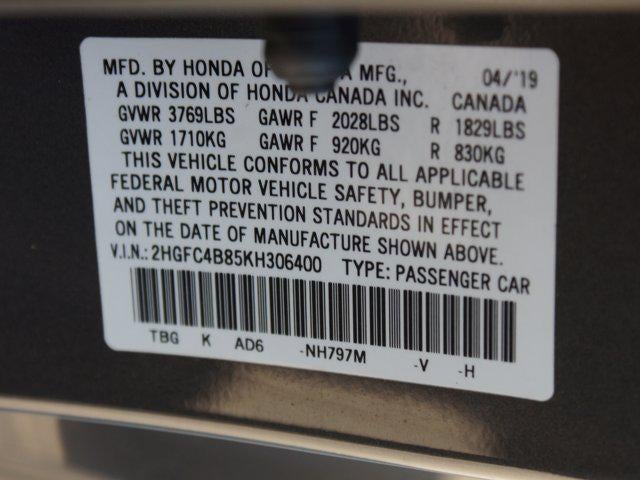 MFD. BY HONDA OF A MFG., 04/'19
A DIVISION OF HONDA CANADA INC. CANADA
GVWR 3769LBS GAWR F 2028LBS R 1829LBS
GVWR 1710KG GAWR F 920KG R 830KG
THIS VEHICLE CONFORMS TO ALL APPLICABLE
FEDERAL MOTOR VEHICLE SAFETY, BUMPER,
AND THEFT PREVENTION STANDARDS IN EFFECT
ON THE DATE OF MANUFACTURE SHOWN ABOVE.
V.I.N.: 2HGFC4B85KH306400 TYPE: PASSENGER CAR
TBG K AD6 -NH797M -V -H